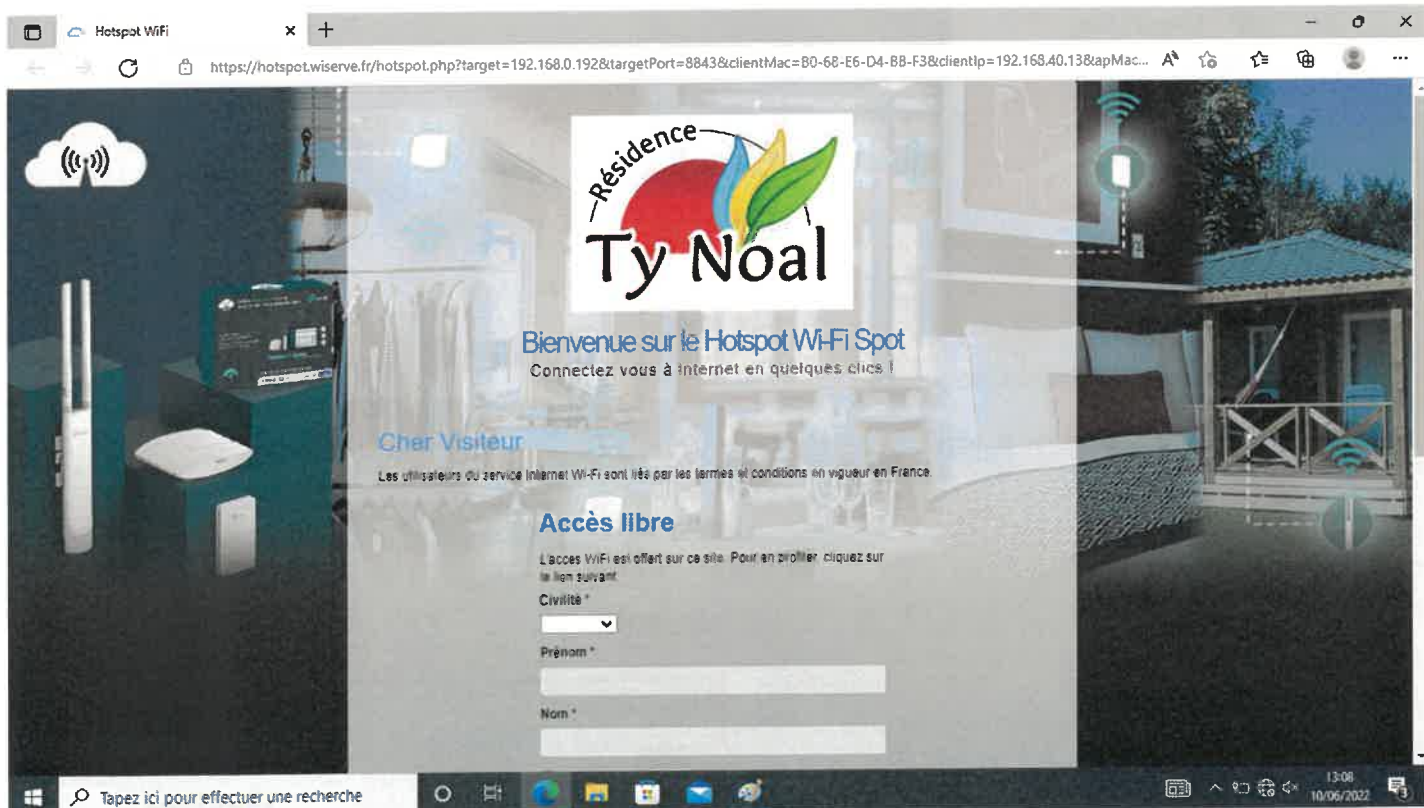 Hotspot WiFi
https://hotspot.wiserve.fr/hotspot.php?target=192.168.0.192&targetPort=8843&clientMac=B0-68-E6-D4-BB-F3&clientIp=192.168.40.13&apMac...
Résidence
Ty Noal
Bienvenue sur le Hotspot Wi-Fi Spot
Connectez vous à Internet en quelques clics !
Cher Visiteur
Les utilisateurs du service Internet Wi-Fi sont liés par les termes et conditions en vigueur en France.
Accès libre
L'acces WiFi est offert sur ce site. Pour en profiter, cliquez sur
le lien suivant
Civilité *
Prénom *
Nom *
Tapez ici pour effectuer une recherche
13:08
10/06/2022